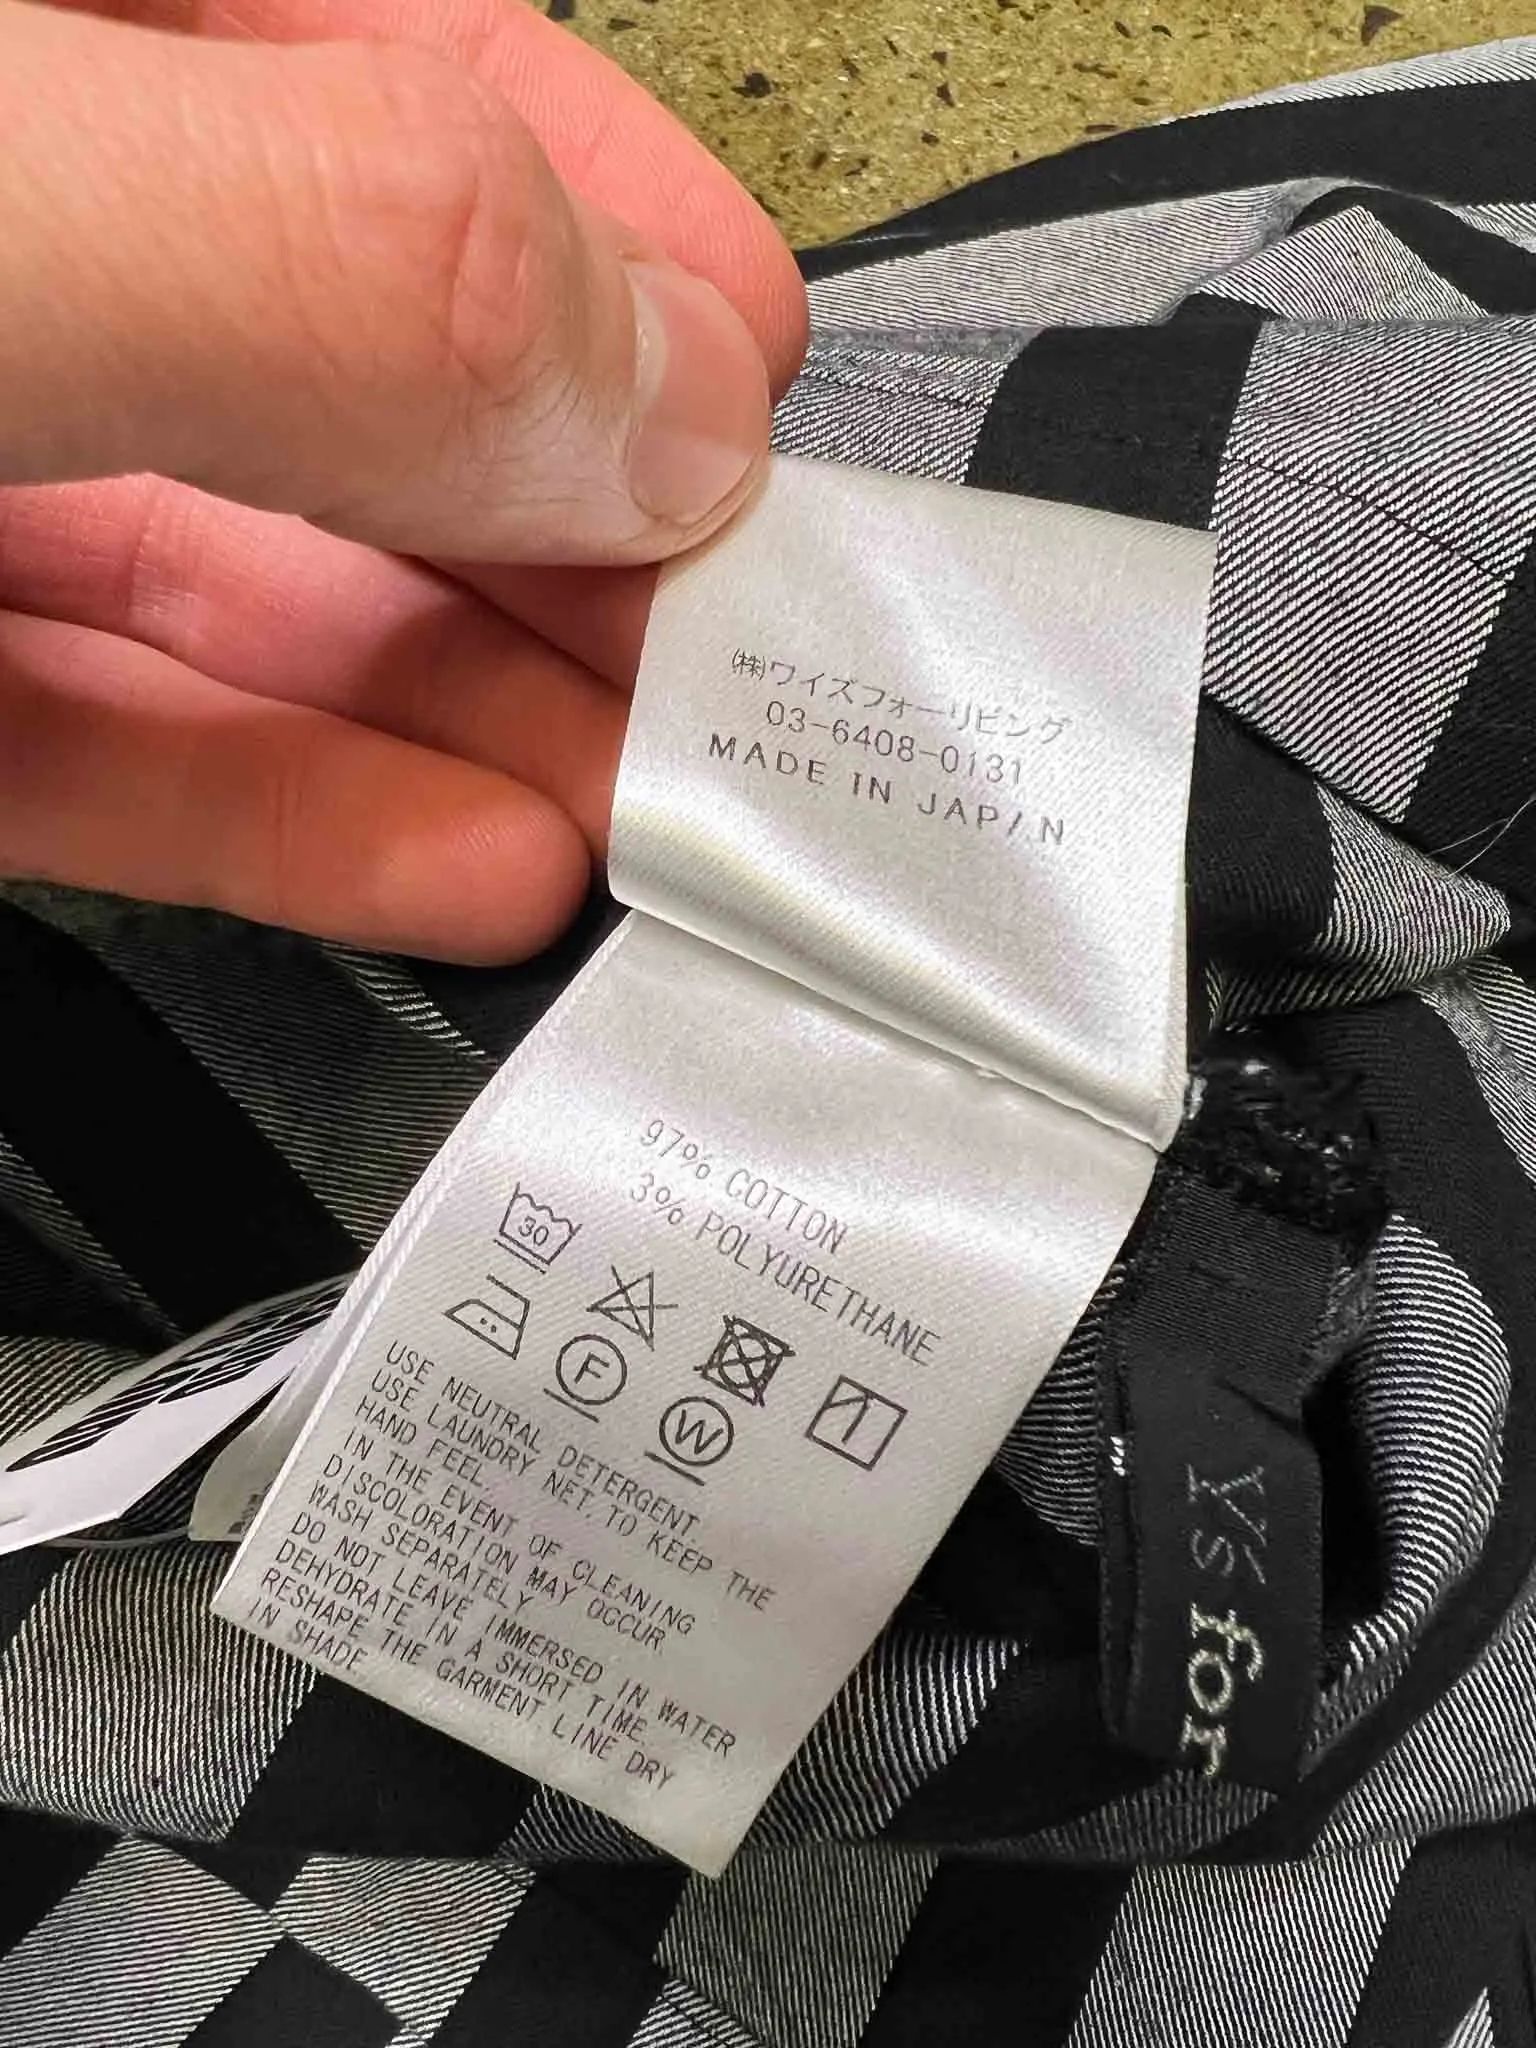 ㈱ワイズフォーリビング
03-6408-0131
MADE IN JAPAN
97% COTTON
3% POLYURETHANE
30
F
W
USE NEUTRAL DETERGENT.
USE LAUNDRY NET. TO KEEP THE
HAND FEEL.
IN THE EVENT OF CLEANING
DISCOLORATION MAY OCCUR.
WASH SEPARATELY.
DO NOT LEAVE IMMERSED IN WATER
DEHYDRATE IN A SHORT TIME.
RESHAPE THE GARMENT.LINE DRY
IN SHADE.
Y's for